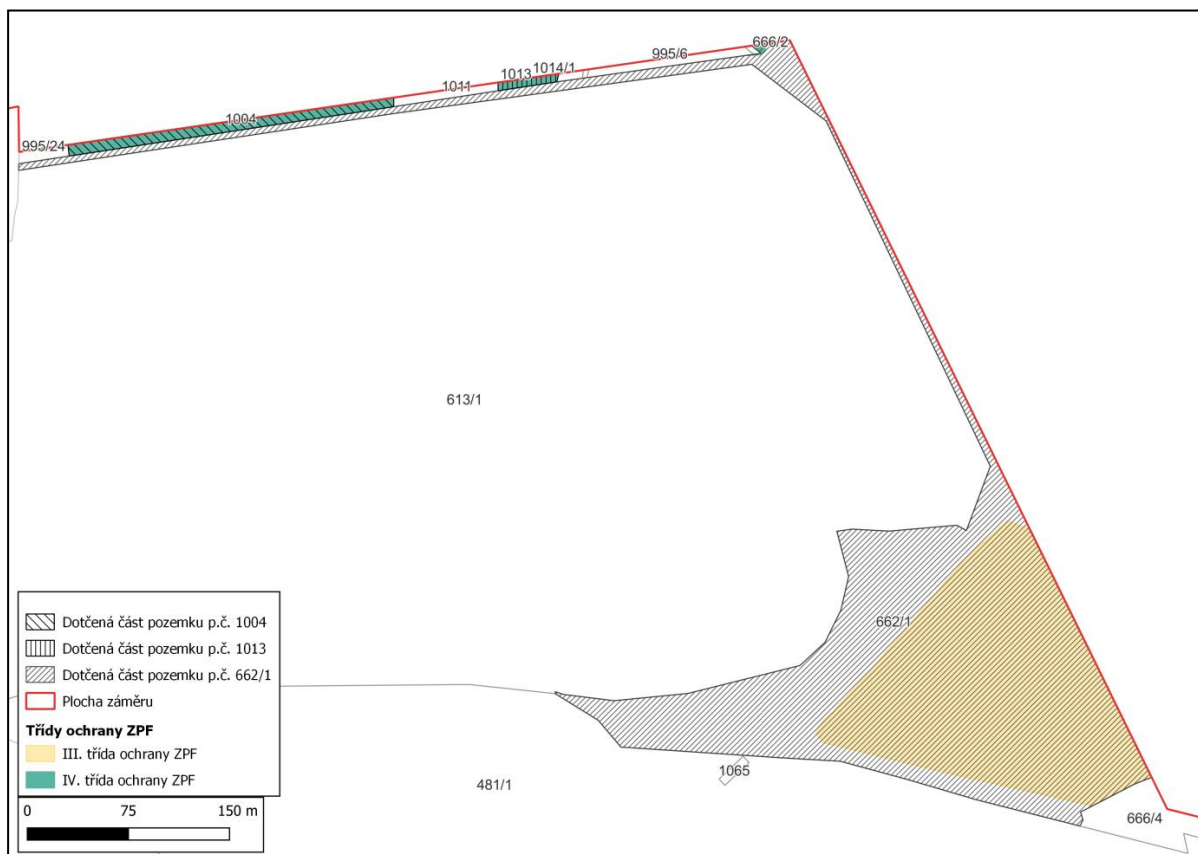 666/2
995/6
1014/1
1013
1011
1004
995/24
613/1
662/1
1065
481/1
666/4
Dotčená část pozemku p.č. 1004
Dotčená část pozemku p.č. 1013
Dotčená část pozemku p.č. 662/1
Plocha záměru
Třídy ochrany ZPF
III. třída ochrany ZPF
IV. třída ochrany ZPF
0 75 150 m